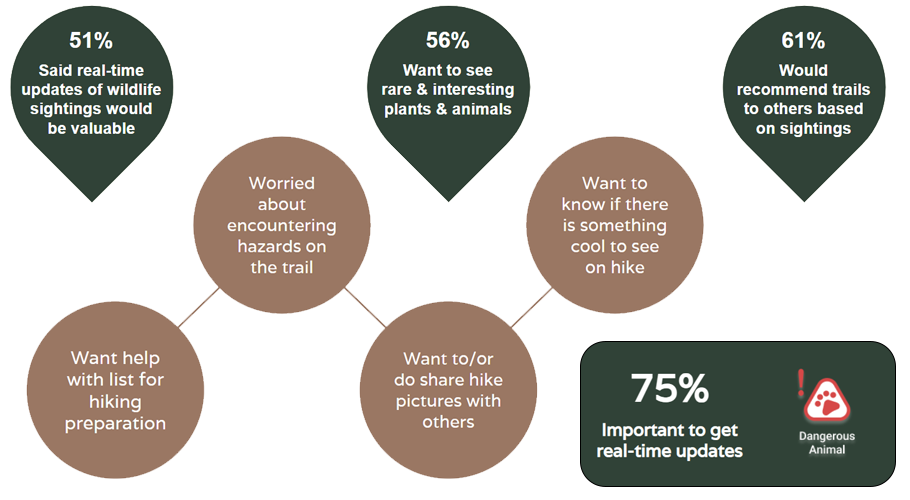 51%
Said real-time
updates of wildlife
sightings would
be valuable
56%
Want to see
rare & interesting
plants & animals
61%
Would
recommend trails
to others based
on sightings
Worried
about
encountering
hazards on
the trail
Want to
know if there
is something
cool to see
on hike
Want help
with list for
hiking
preparation
Want to/or
do share hike
pictures with
others
75%
Important to get
real-time updates
!
Dangerous
Animal